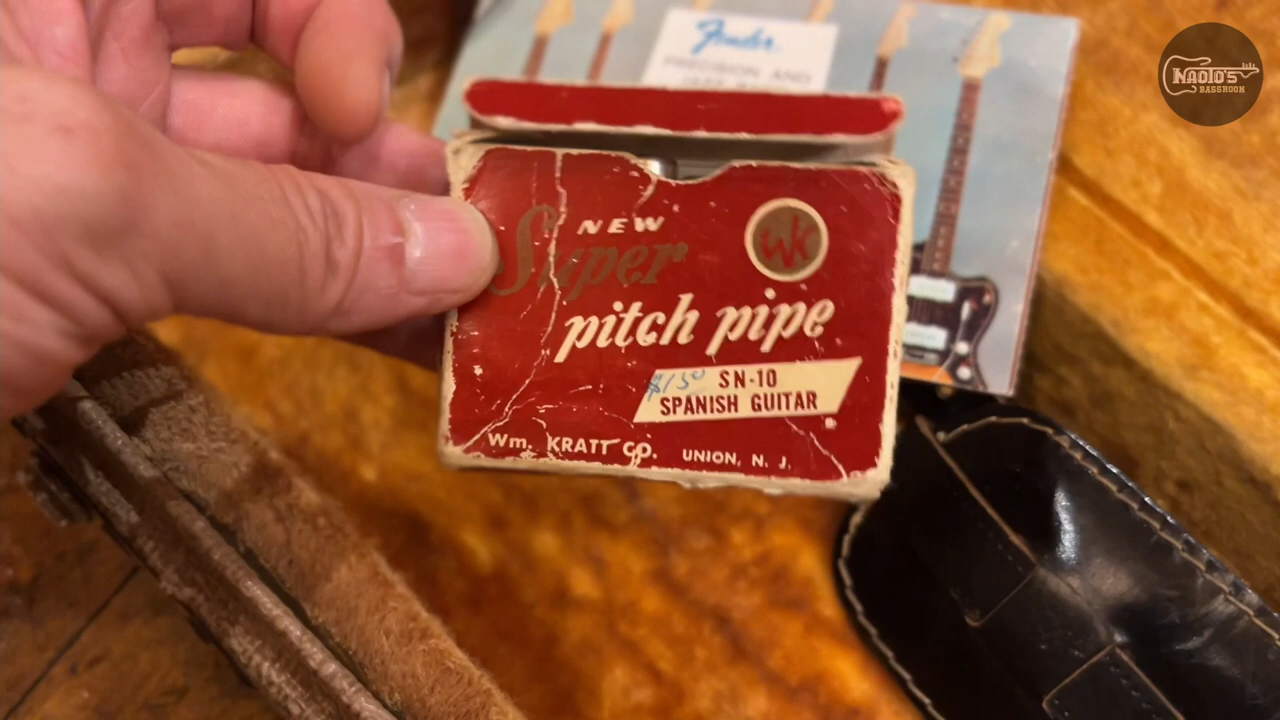 Fender
PRECISION AND
NAOTO'S
BASSROOM
NEW
Super
WK
pitch pipe
$1.50
SN-10
SPANISH GUITAR
®
Wm. KRATT CO. UNION, N. J.